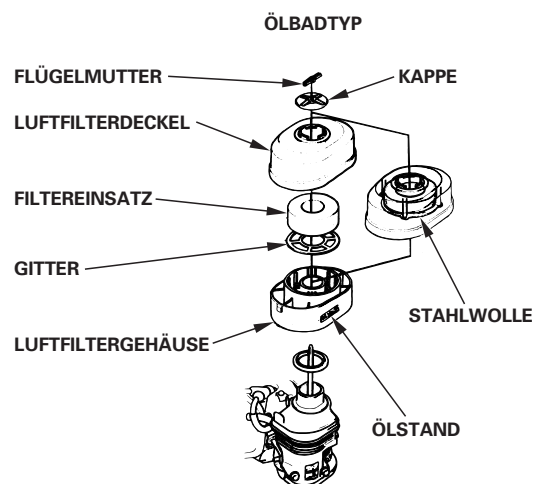 ÖLBADTYP
FLÜGELMUTTER
KAPPE
LUFTFILTERDECKEL
FILTEREINSATZ
GITTER
STAHLWOLLE
LUFTFILTERGEHÄUSE
ÖLSTAND